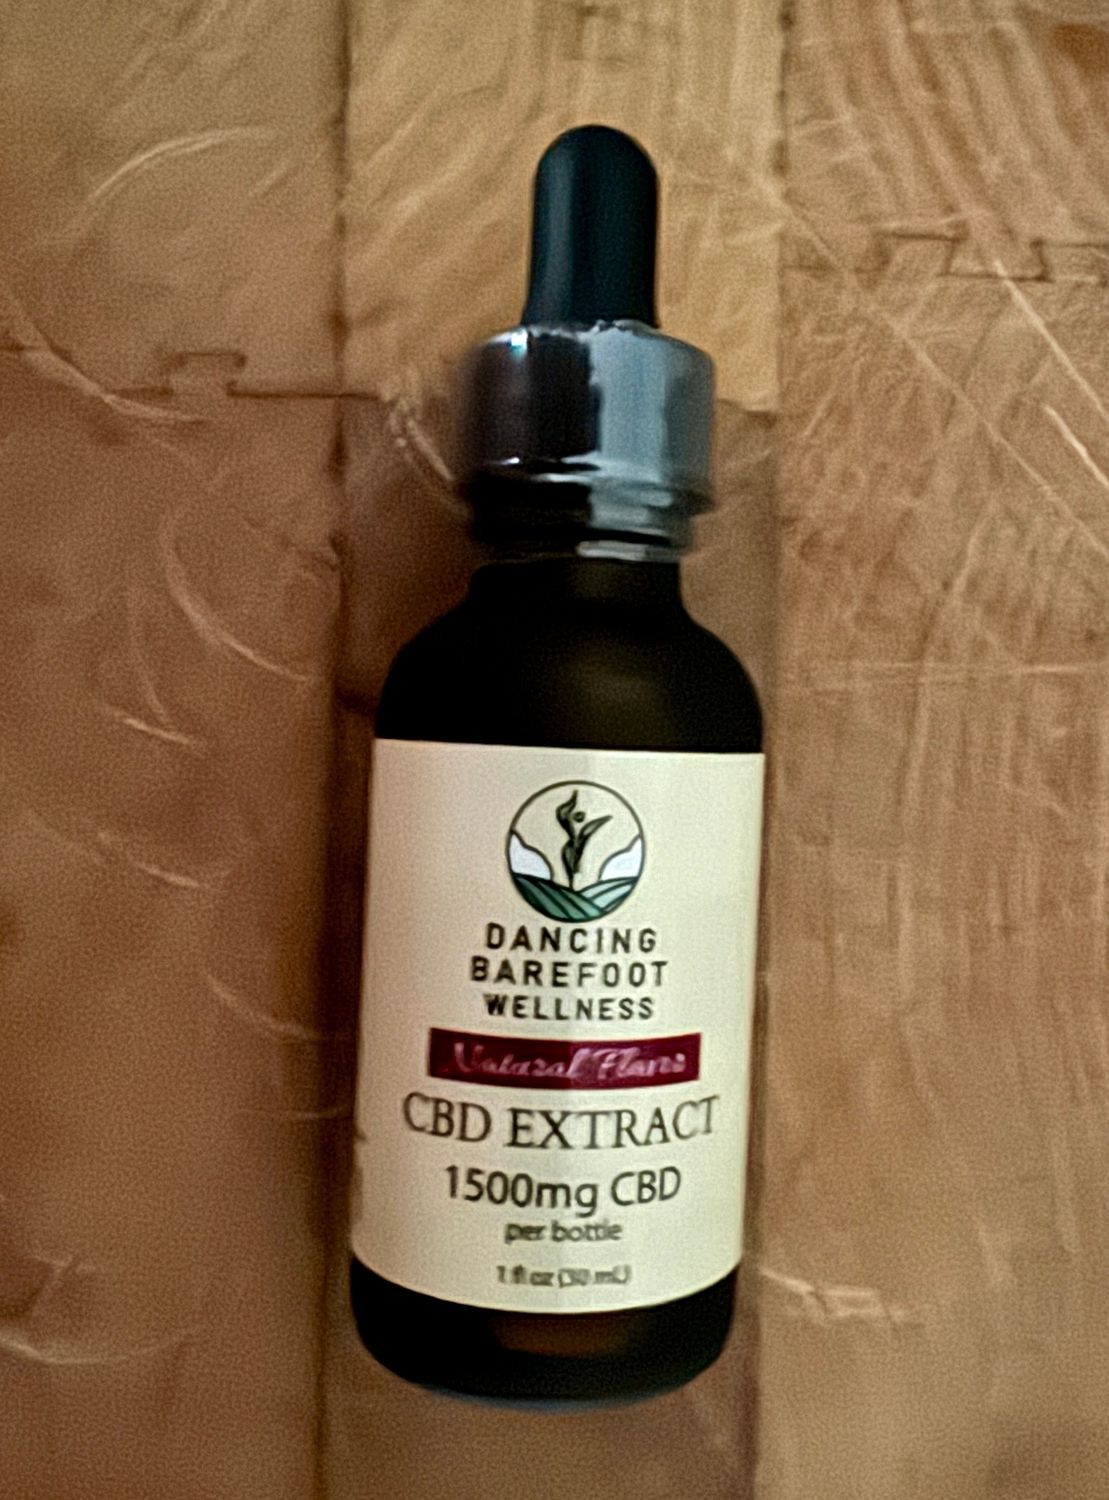 DANCING
BAREFOOT
WELLNESS
Natural Flavor
CBD EXTRACT
1500mg CBD
per bottle
1 fl oz (30 mL)